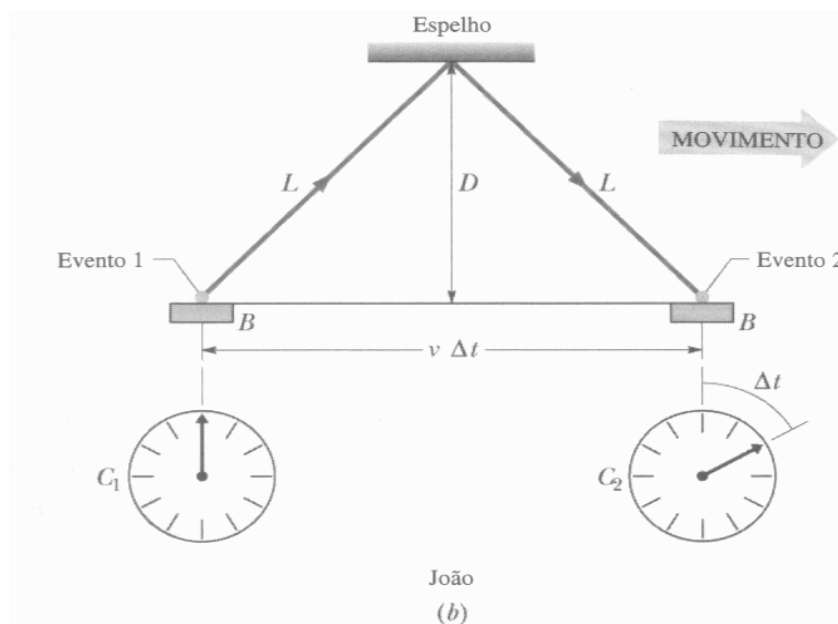 Espelho
MOVIMENTO
L
D
L
Evento 1
Evento 2
B
B
v Δt
Δt
C1
C2
João
(b)